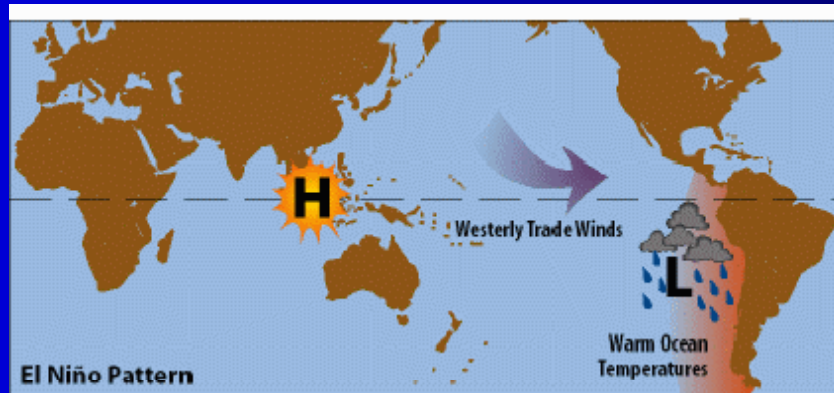 H
Westerly Trade Winds
L
Warm Ocean
Temperatures
El Niño Pattern